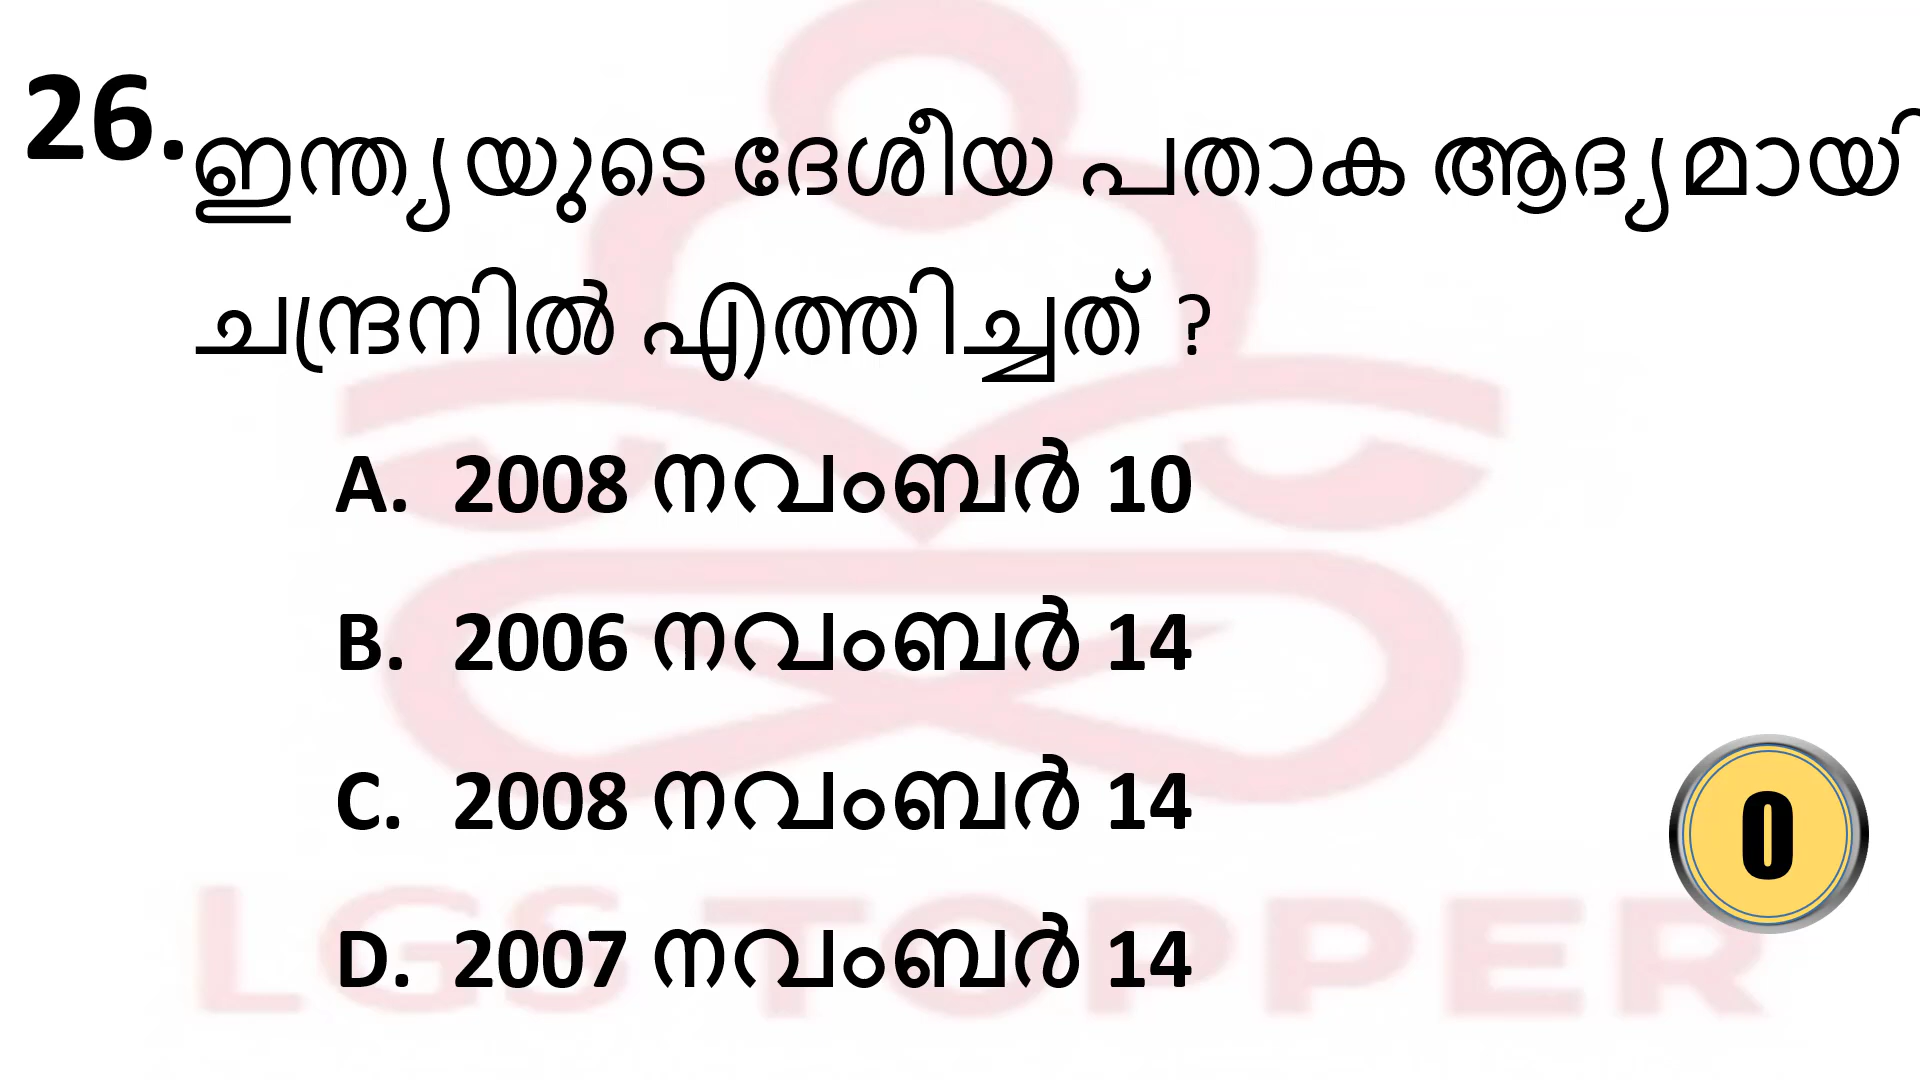 26. ഇന്ത്യയുടെ ദേശീയ പതാക ആദ്യമായി
ചന്ദ്രനിൽ എത്തിച്ചത് ?
A. 2008 നവംബർ 10
B. 2006 നവംബർ 14
C. 2008 നവംബർ 14
D. 2007 നവംബർ 14
0
LGS TOPPER